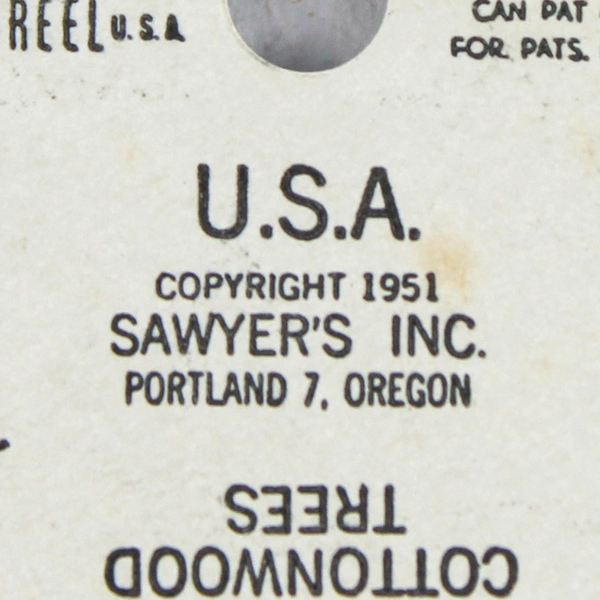 REEL U.S.A
CAN PAT
FOR. PATS.
U.S.A.
COPYRIGHT 1951
SAWYER'S INC.
PORTLAND 7, OREGON
COTTONWOOD
TREES